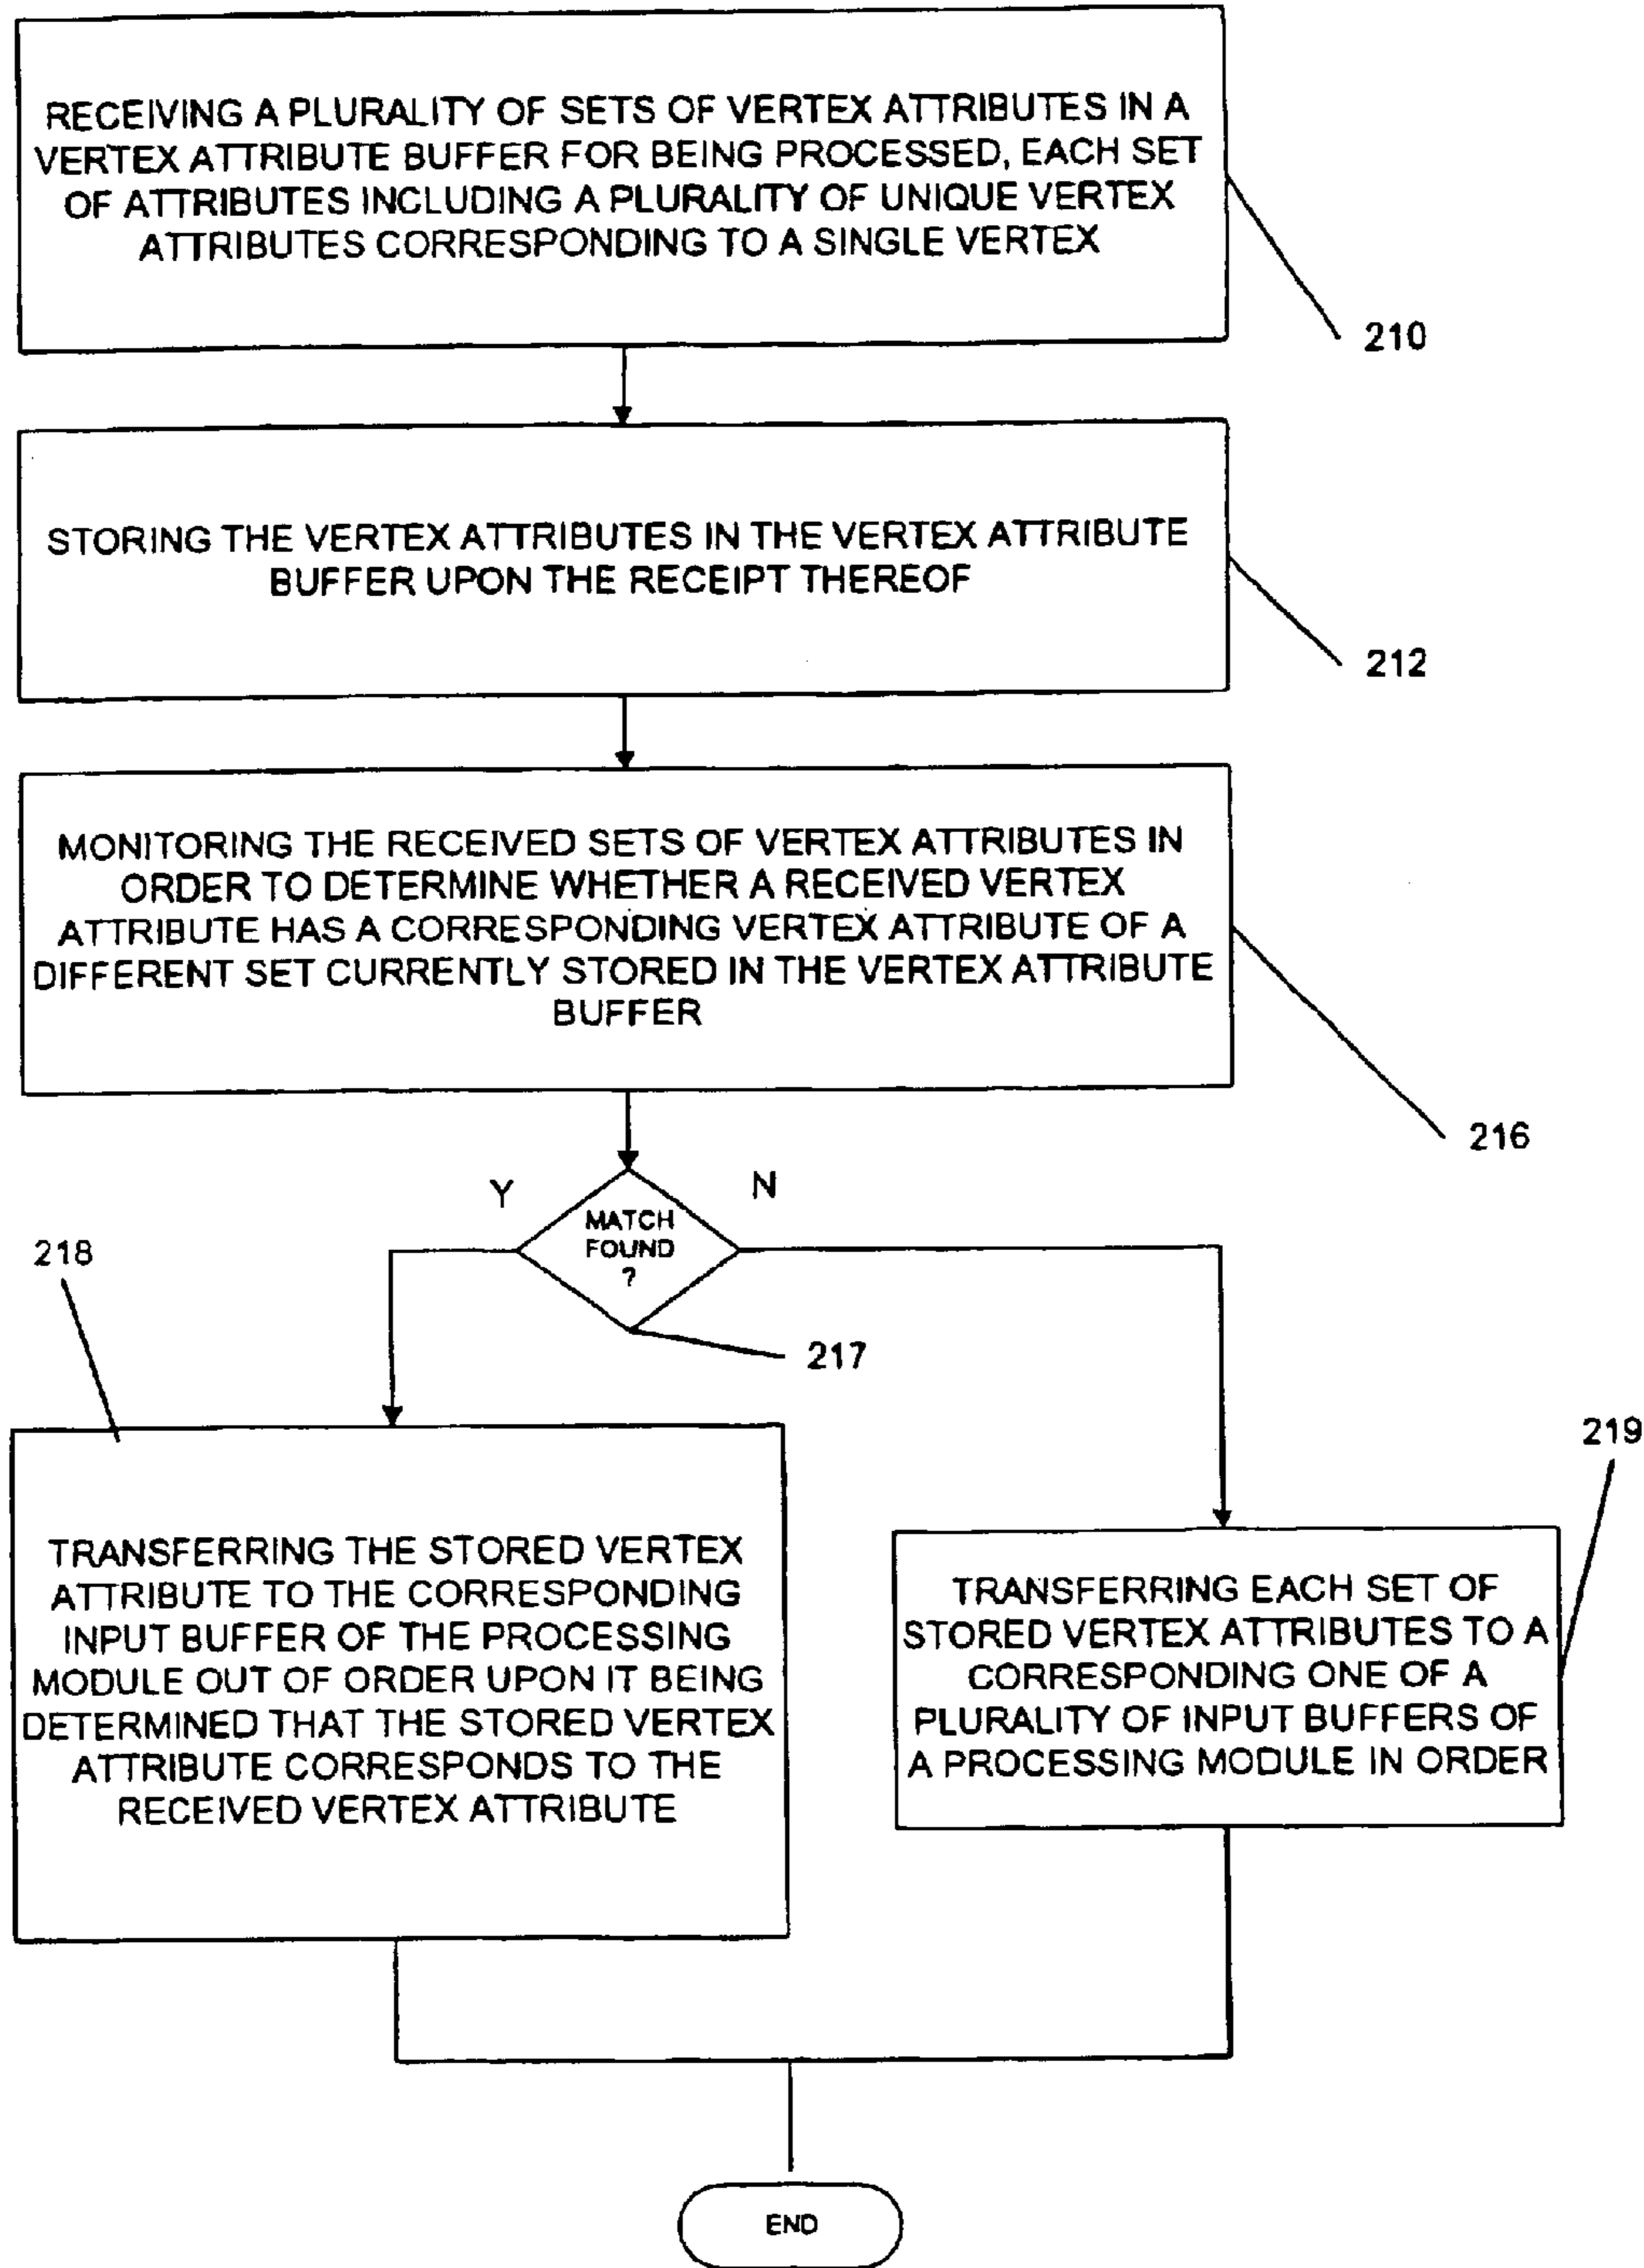 RECEIVING A PLURALITY OF SETS OF VERTEX ATTRIBUTES IN A
VERTEX ATTRIBUTE BUFFER FOR BEING PROCESSED, EACH SET
OF ATTRIBUTES INCLUDING A PLURALITY OF UNIQUE VERTEX
ATTRIBUTES CORRESPONDING TO A SINGLE VERTEX
210
STORING THE VERTEX ATTRIBUTES IN THE VERTEX ATTRIBUTE
BUFFER UPON THE RECEIPT THEREOF
212
MONITORING THE RECEIVED SETS OF VERTEX ATTRIBUTES IN
ORDER TO DETERMINE WHETHER A RECEIVED VERTEX
ATTRIBUTE HAS A CORRESPONDING VERTEX ATTRIBUTE OF A
DIFFERENT SET CURRENTLY STORED IN THE VERTEX ATTRIBUTE
BUFFER
216
Y
N
MATCH
FOUND
?
217
218
TRANSFERRING THE STORED VERTEX
ATTRIBUTE TO THE CORRESPONDING
INPUT BUFFER OF THE PROCESSING
MODULE OUT OF ORDER UPON IT BEING
DETERMINED THAT THE STORED VERTEX
ATTRIBUTE CORRESPONDS TO THE
RECEIVED VERTEX ATTRIBUTE
219
TRANSFERRING EACH SET OF
STORED VERTEX ATTRIBUTES TO A
CORRESPONDING ONE OF A
PLURALITY OF INPUT BUFFERS OF
A PROCESSING MODULE IN ORDER
END